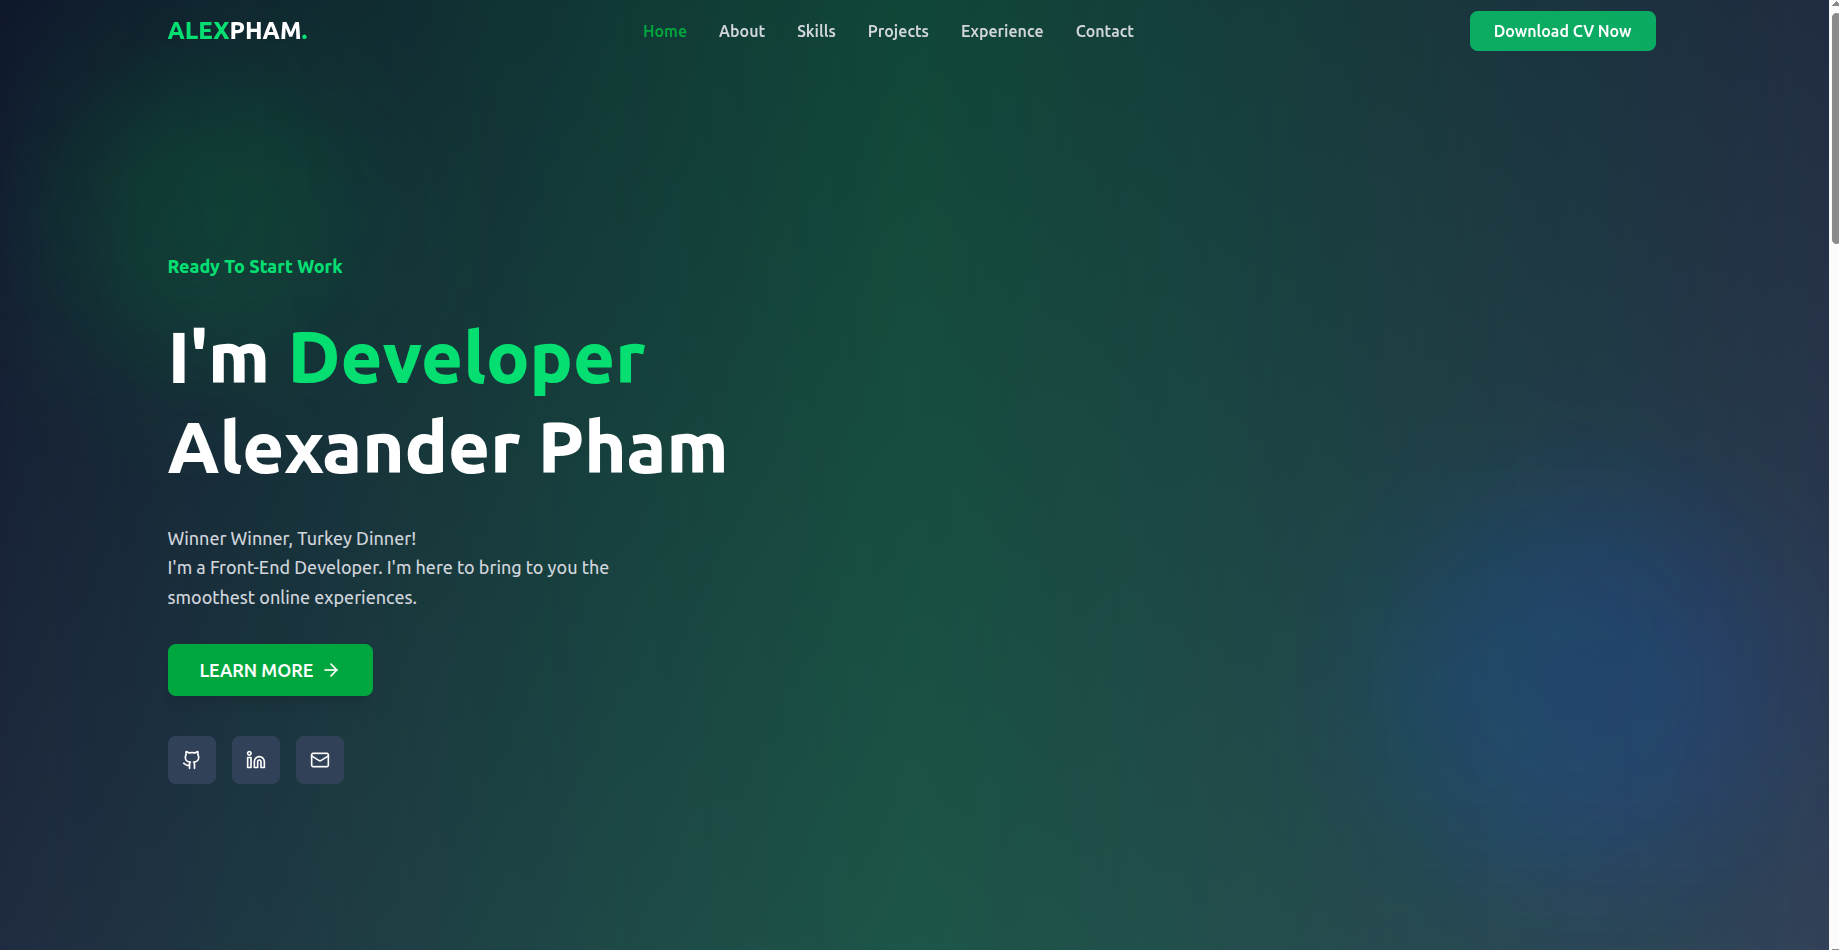 ALEXPHAM.
Home
About
Skills
Projects
Experience
Contact
Download CV Now
Ready To Start Work
I'm Developer
Alexander Pham
Winner Winner, Turkey Dinner!
I'm a Front-End Developer. I'm here to bring to you the
smoothest online experiences.
LEARN MORE →